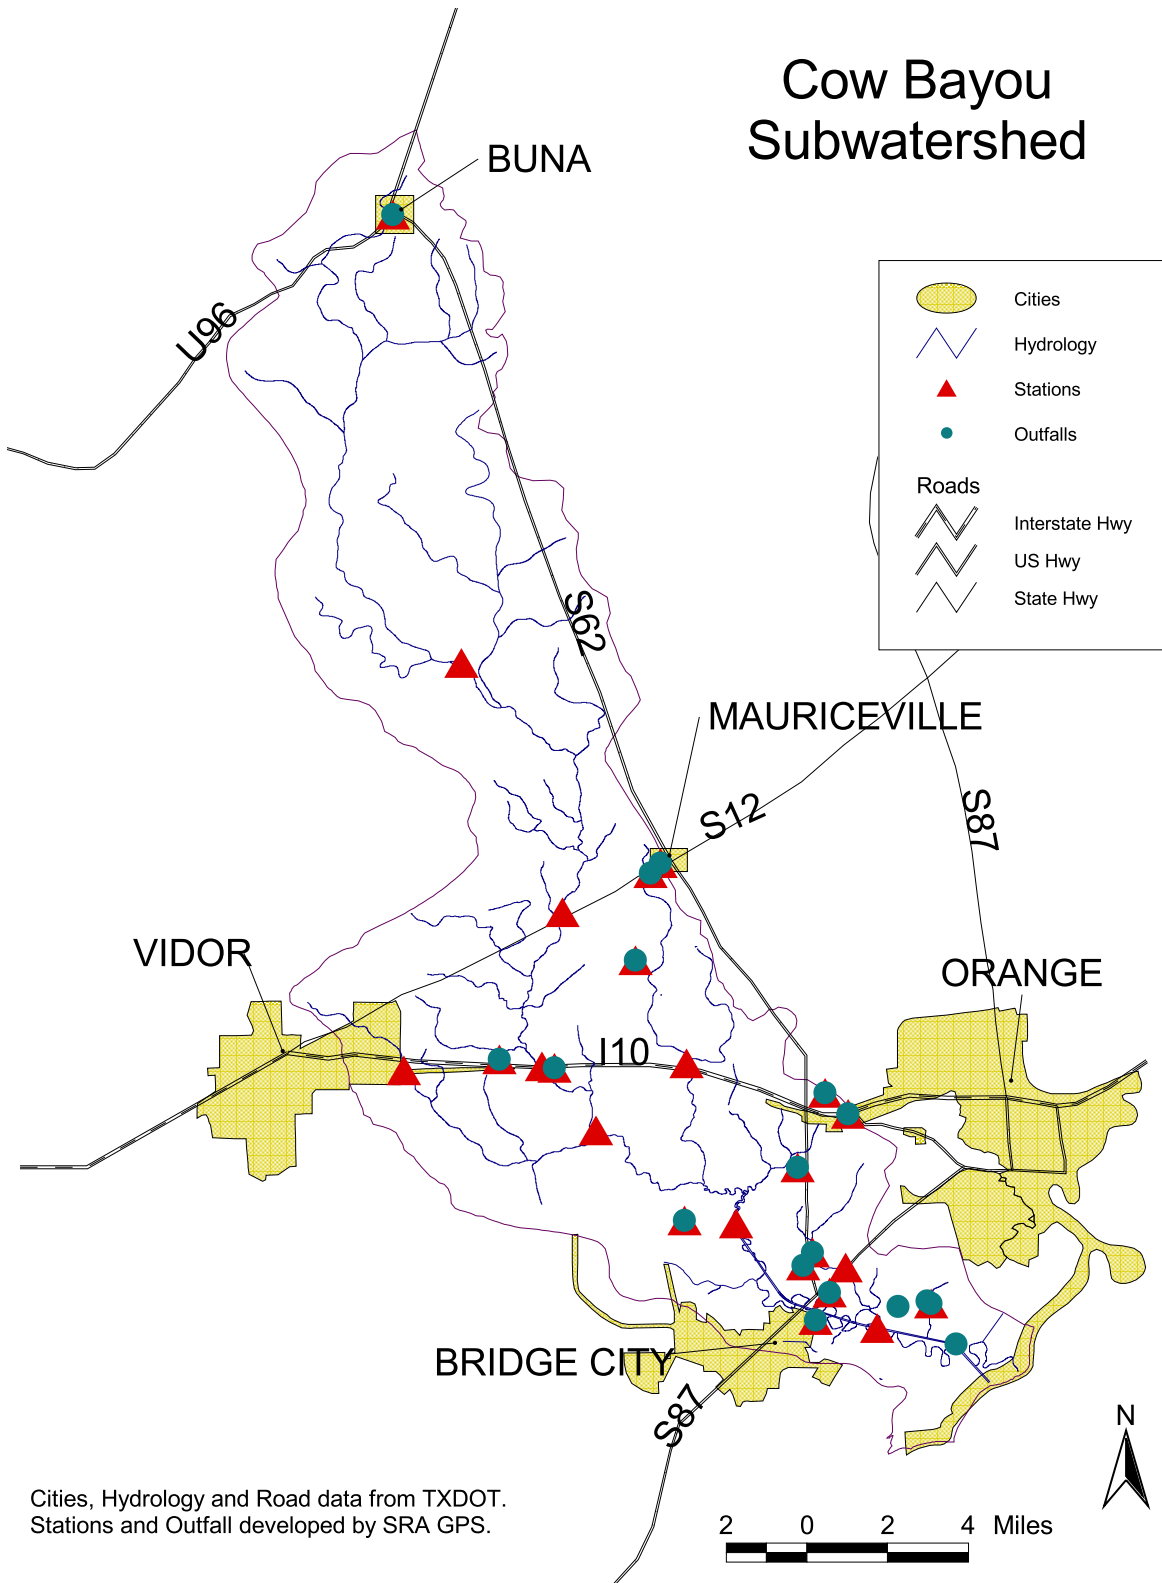 Cow Bayou
Subwatershed
BUNA
U96
Cities
Hydrology
Stations
Outfalls
Roads
Interstate Hwy
US Hwy
State Hwy
S62
MAURICEVILLE
S12
S87
VIDOR
ORANGE
I10
BRIDGE CITY
S87
N
Cities, Hydrology and Road data from TXDOT.
Stations and Outfall developed by SRA GPS.
2 0 2 4 Miles